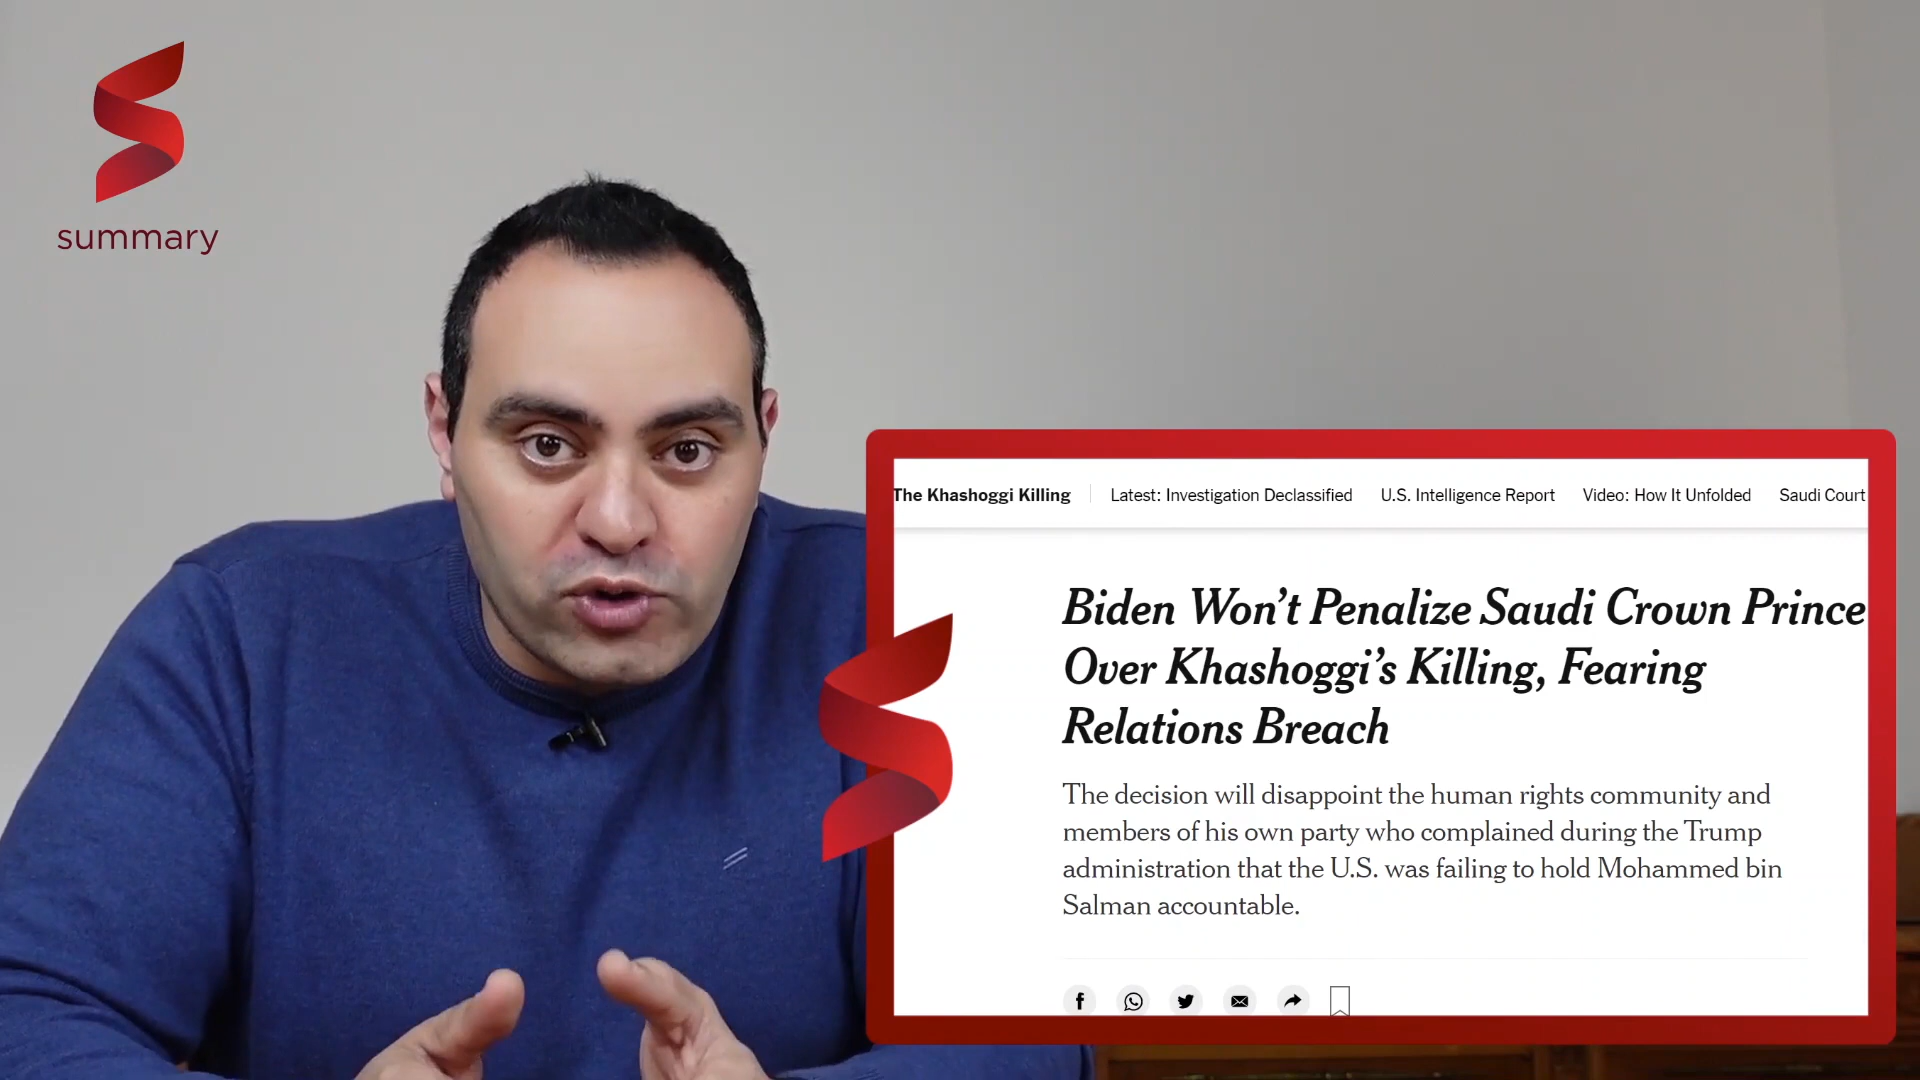 summary
The Khashoggi Killing Latest: Investigation Declassified U.S. Intelligence Report Video: How It Unfolded Saudi Court
Biden Won’t Penalize Saudi Crown Prince
Over Khashoggi’s Killing, Fearing
Relations Breach
The decision will disappoint the human rights community and
members of his own party who complained during the Trump
administration that the U.S. was failing to hold Mohammed bin
Salman accountable.